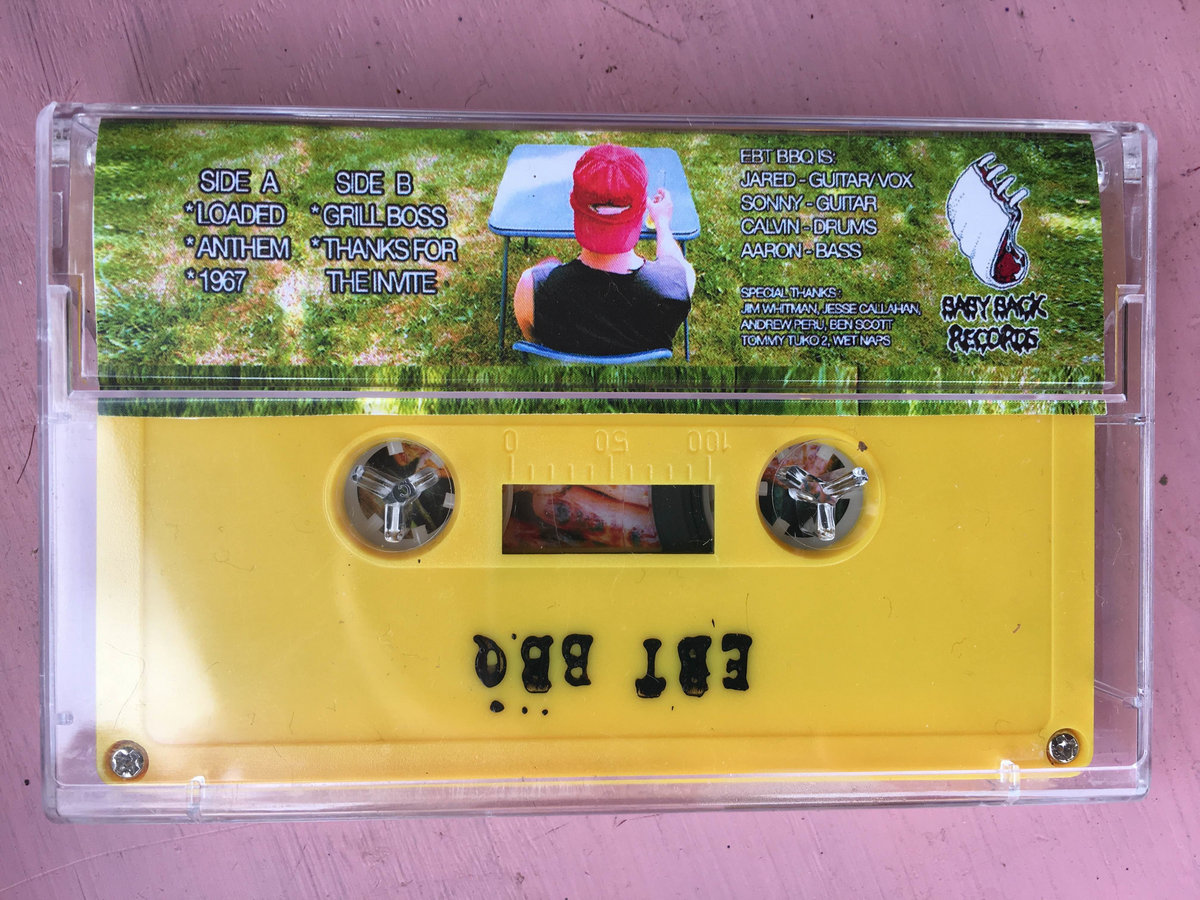 SIDE A
*LOADED
*ANTHEM
*1967
SIDE B
*GRILL BOSS
*THANKS FOR
THE INVITE
EBT BBQ IS:
JARED - GUITAR/VOX
SONNY - GUITAR
CALVIN - DRUMS
AARON - BASS
SPECIAL THANKS:
JIM WHITMAN, JESSE CALLAHAN,
ANDREW PERU, BEN SCOTT
TOMMY TUKO 2, WET NAPS
BABY BACK
RECORDS
0 50 100
EBT BBQ